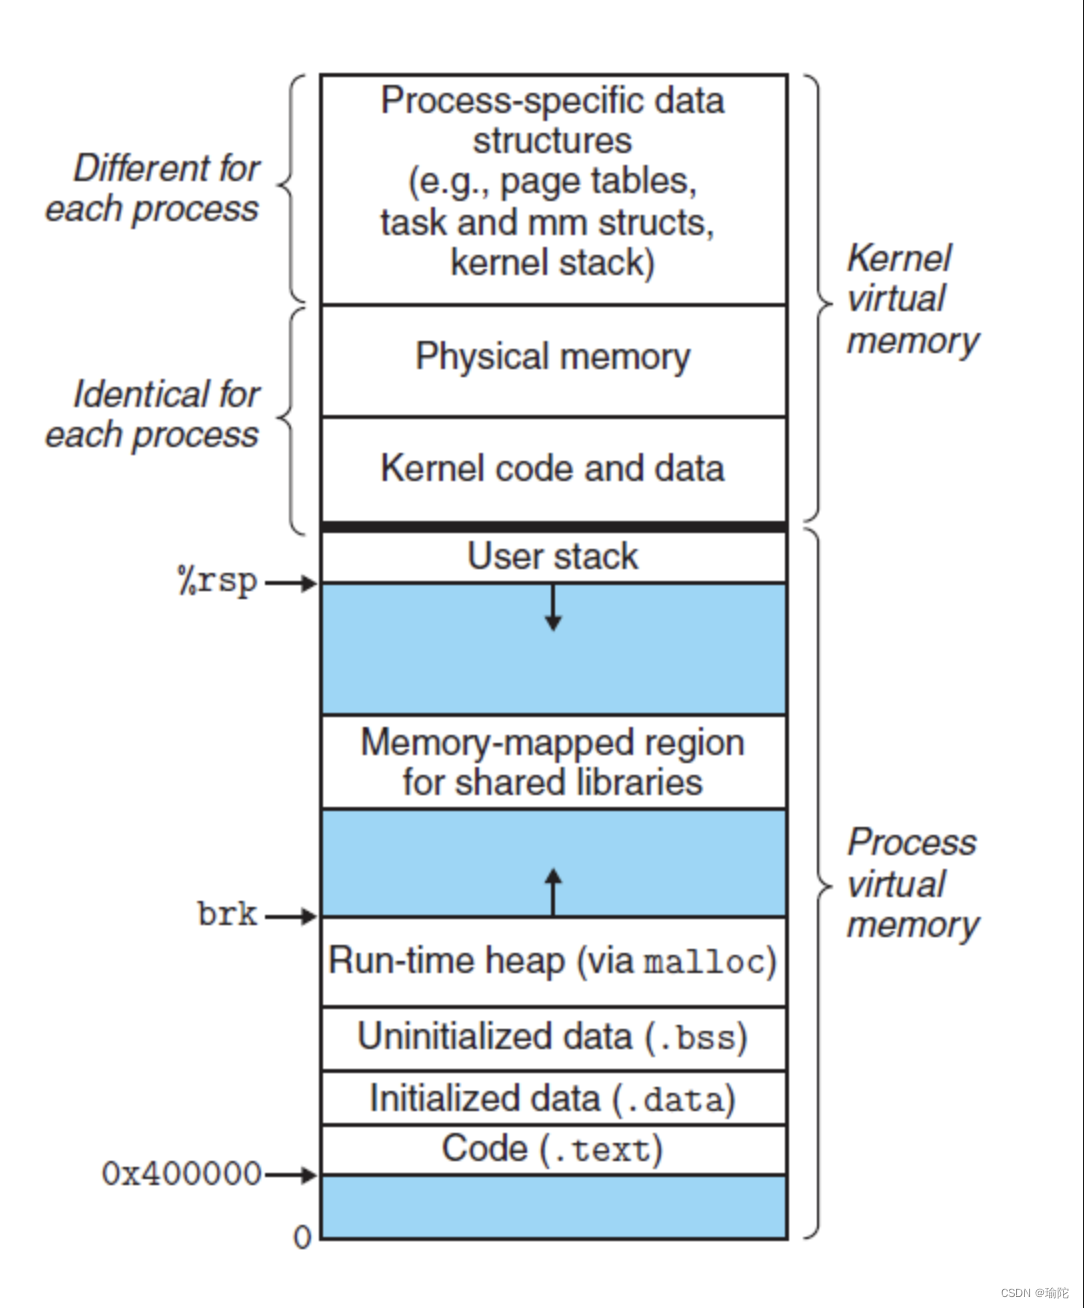 Process-specific data
structures
(e.g., page tables,
task and mm structs,
kernel stack)
Different for
each process
Physical memory
Kernel
virtual
memory
Identical for
each process
Kernel code and data
User stack
%rsp
Memory-mapped region
for shared libraries
Process
virtual
memory
brk
Run-time heap (via malloc)
Uninitialized data (.bss)
Initialized data (.data)
Code (.text)
0x400000
0
CSDN @瑜陀